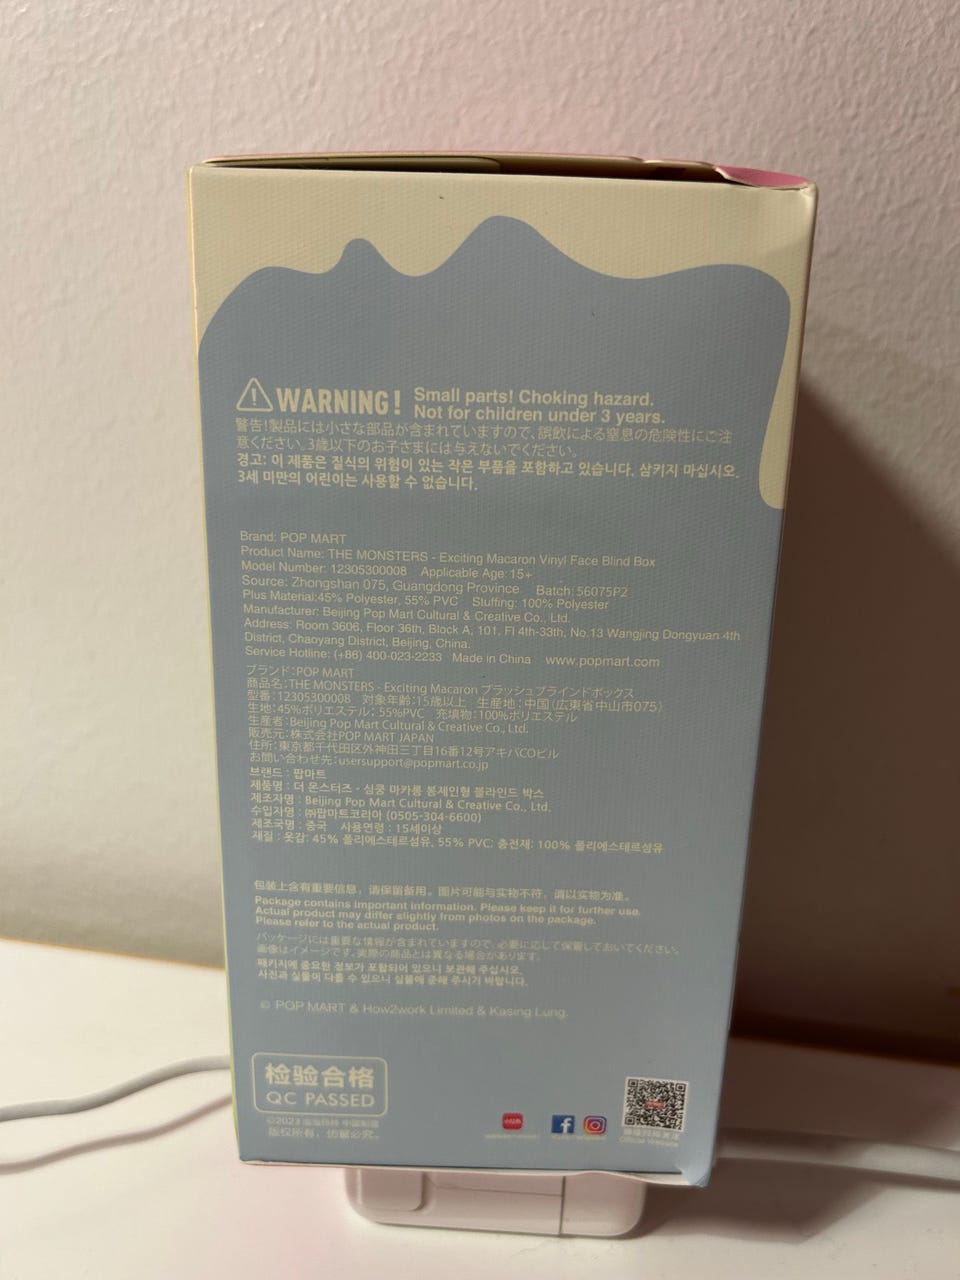 WARNING! Small parts! Choking hazard.
Not for children under 3 years.
警告!製品には小さな部品が含まれていますので、誤飲による窒息の危険性にご注
意ください。3歳以下のお子さまには与えないでください。
경고: 이 제품은 질식의 위험이 있는 작은 부품을 포함하고 있습니다. 삼키지 마십시오.
3세 미만의 어린이는 사용할 수 없습니다.
Brand: POP MART
Product Name: THE MONSTERS - Exciting Macaron Vinyl Face Blind Box
Model Number: 12305300008 Applicable Age: 15+
Source: Zhongshan 075, Guangdong Province Batch: 56075P2
Plus Material:45% Polyester, 55% PVC Stuffing: 100% Polyester
Manufacturer: Beijing Pop Mart Cultural & Creative Co., Ltd.
Address: Room 3606, Floor 36th, Block A, 101, Fl 4th-33th, No.13 Wangjing Dongyuan 4th
District, Chaoyang District, Beijing, China.
Service Hotline: (+86) 400-023-2233 Made in China www.popmart.com
ブランド:POP MART
商品名:THE MONSTERS - Exciting Macaron プラッシュブラインドボックス
型番:12305300008 対象年齢:15歳以上 生産地:中国(広東省中山市075)
生地:45%ポリエステル; 55%PVC 充填物:100%ポリエステル
生産者:Beijing Pop Mart Cultural & Creative Co., Ltd.
販売元:株式会社POP MART JAPAN
住所:東京都千代田区外神田三丁目16番12号アキバCOビル
お問い合わせ先:usersupport@popmart.co.jp
브랜드 : 팝마트
제품명 : 더 몬스터즈 - 심쿵 마카롱 봉제인형 블라인드 박스
제조자명 : Beijing Pop Mart Cultural & Creative Co., Ltd.
수입자명 : ㈜팝마트코리아 (0505-304-6600)
제조국명 : 중국 사용연령 : 15세이상
재질 : 옷감: 45% 폴리에스테르섬유, 55% PVC; 충전재: 100% 폴리에스테르섬유
包装上含有重要信息，请保留备用。图片可能与实物不符，请以实物为准。
Package contains important information. Please keep it for further use.
Actual product may differ slightly from photos on the package.
Please refer to the actual product.
パッケージには重要な情報が含まれていますので、必要に応じて保管しておいてください。
画像はイメージです。実際の商品とは異なる場合があります。
패키지에 중요한 정보가 포함되어 있으니 보관해 주십시오.
사진과 실물이 다를 수 있으니 실물에 준해 주시기 바랍니다.
© POP MART & How2work Limited & Kasing Lung.
检验合格
QC PASSED
©2023 泡泡玛特 中国制造
版权所有，仿冒必究。
小红书
Official Website